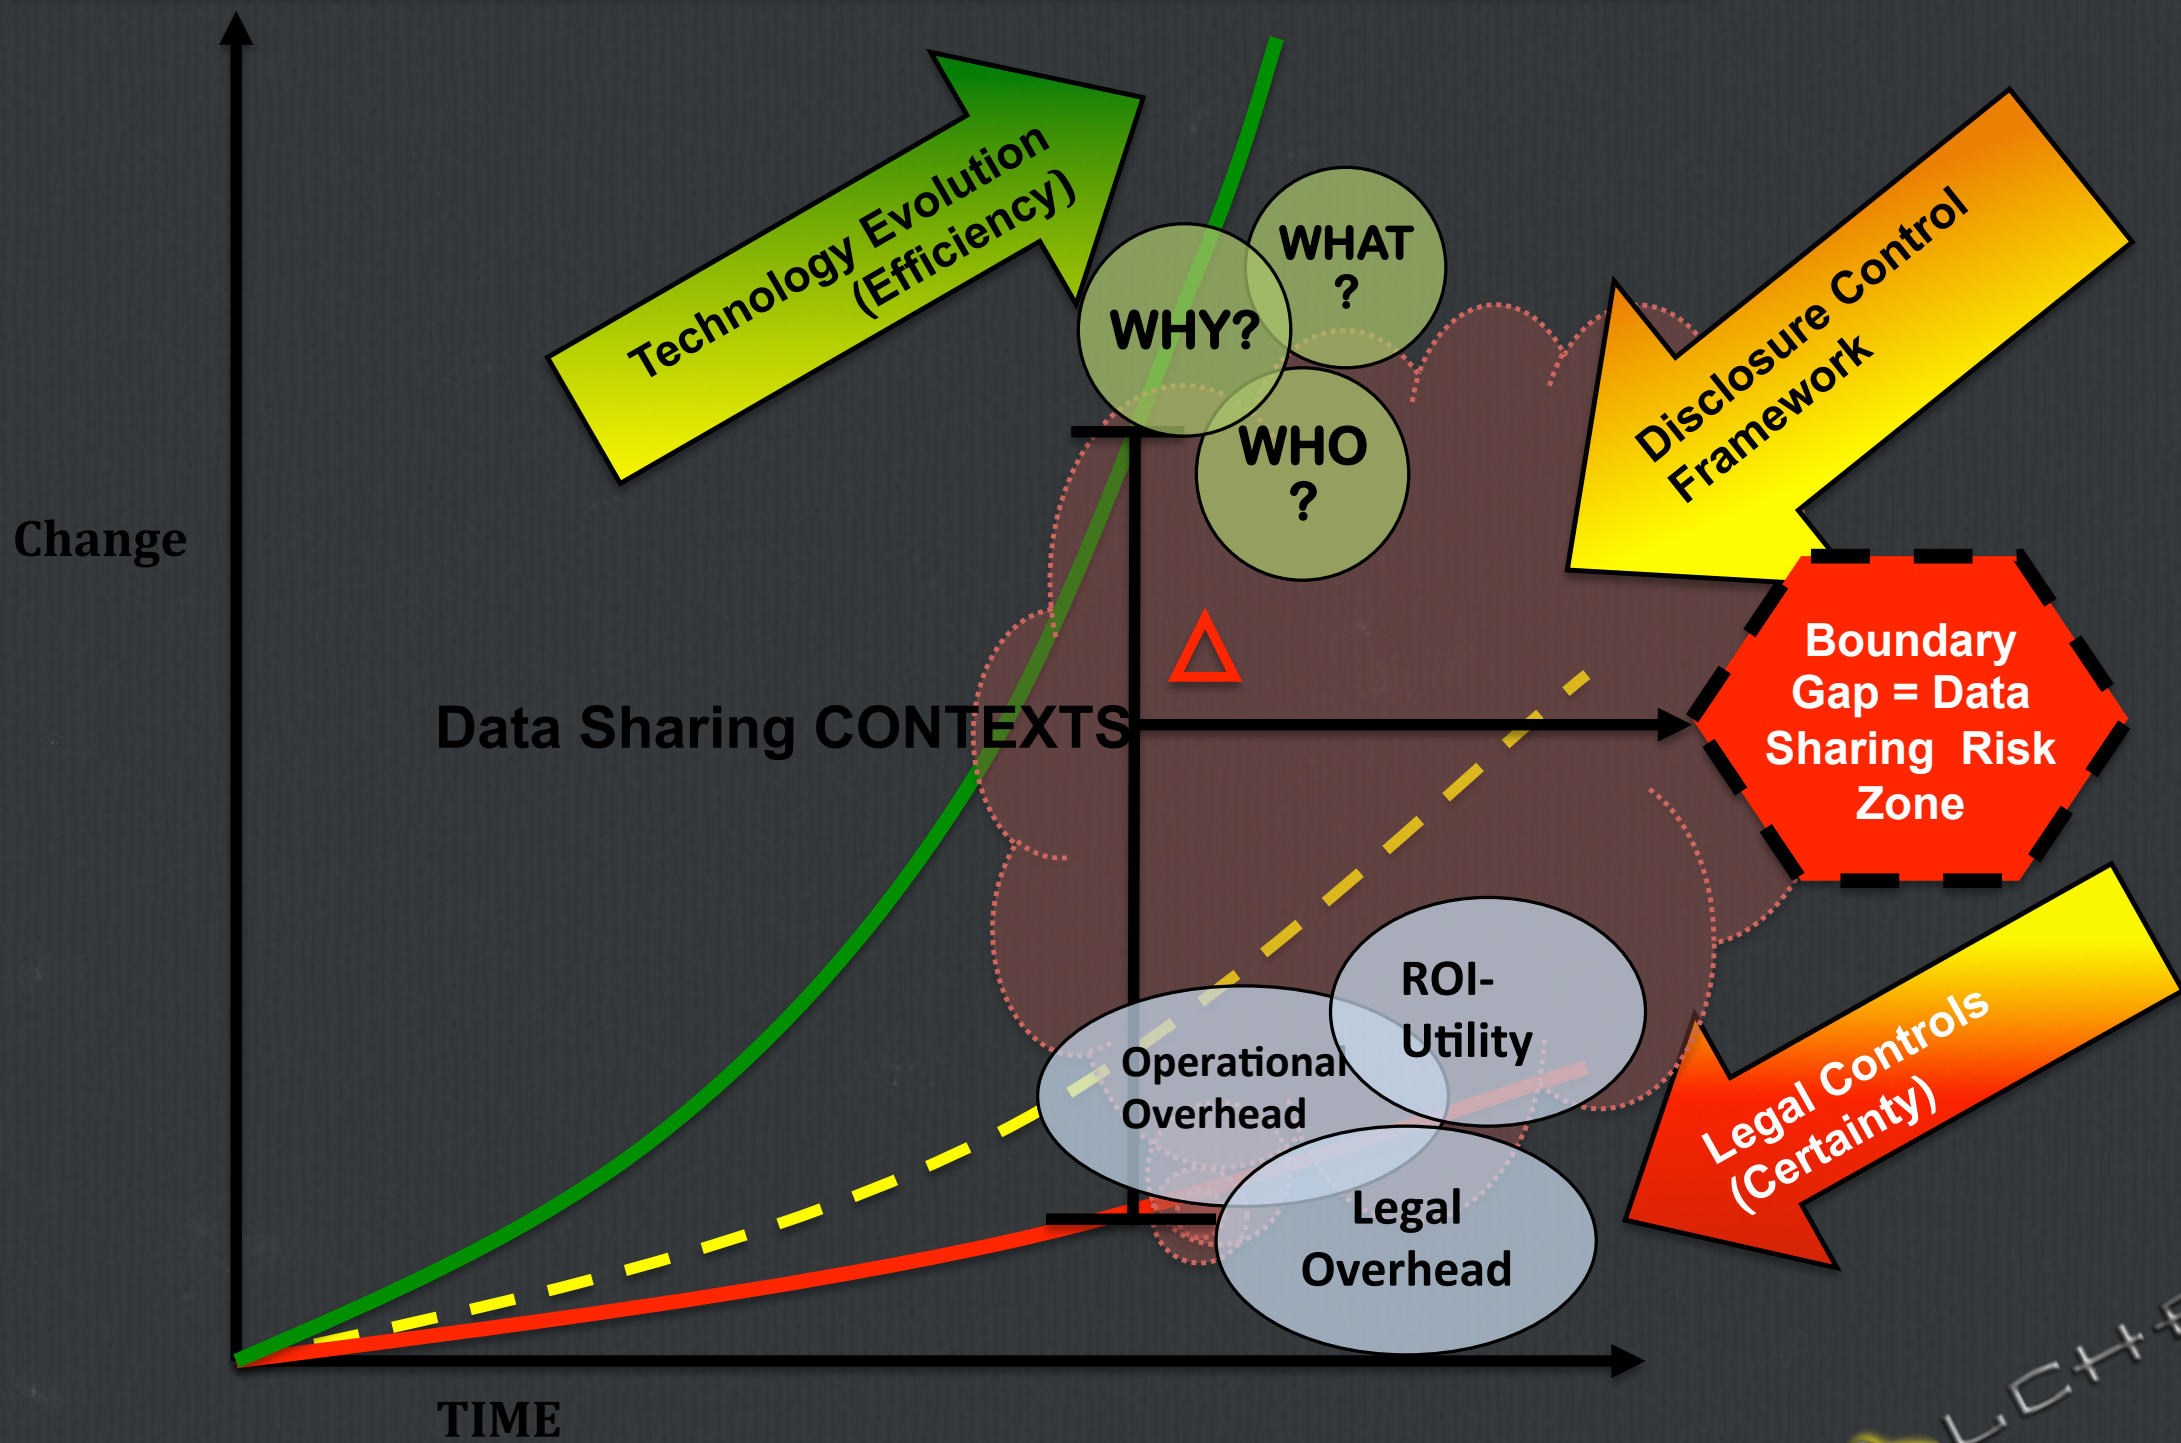 Technology Evolution
(Efficiency)
WHAT
?
WHY?
WHO
?
Disclosure Control
Framework
Change
Data Sharing CONTEXTS
Boundary
Gap = Data
Sharing Risk
Zone
ROI-
Utility
Operational
Overhead
Legal Controls
(Certainty)
Legal
Overhead
TIME